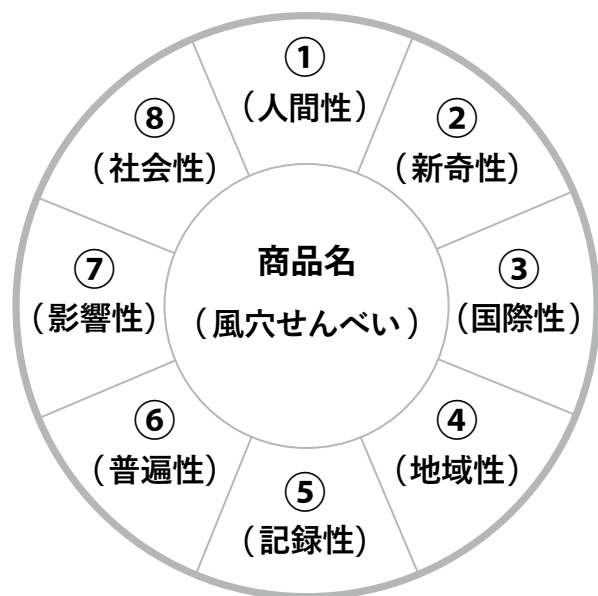 ①
（人間性）
②
（新奇性）
③
（国際性）
④
（地域性）
⑤
（記録性）
⑥
（普遍性）
⑦
（影響性）
⑧
（社会性）
商品名
（風穴せんべい）